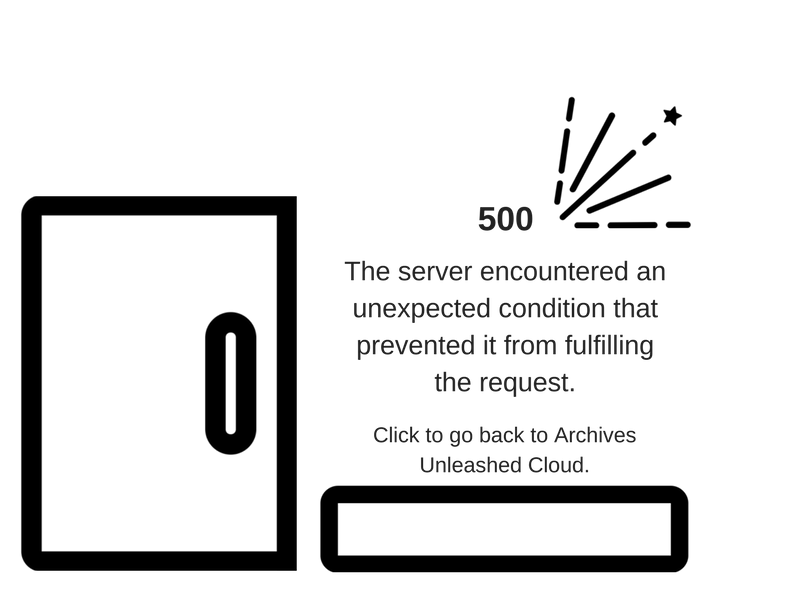 500
The server encountered an
unexpected condition that
prevented it from fulfilling
the request.
Click to go back to Archives
Unleashed Cloud.